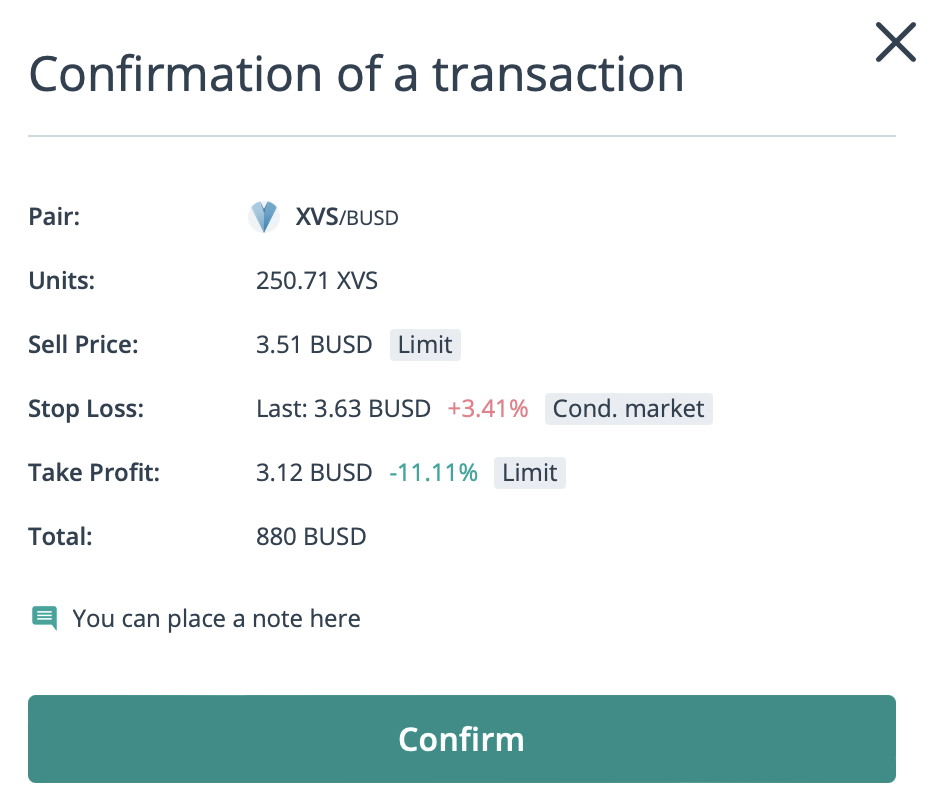 Confirmation of a transaction
Pair: XVS/BUSD
Units: 250.71 XVS
Sell Price: 3.51 BUSD Limit
Stop Loss: Last: 3.63 BUSD +3.41% Cond. market
Take Profit: 3.12 BUSD -11.11% Limit
Total: 880 BUSD
You can place a note here
Confirm